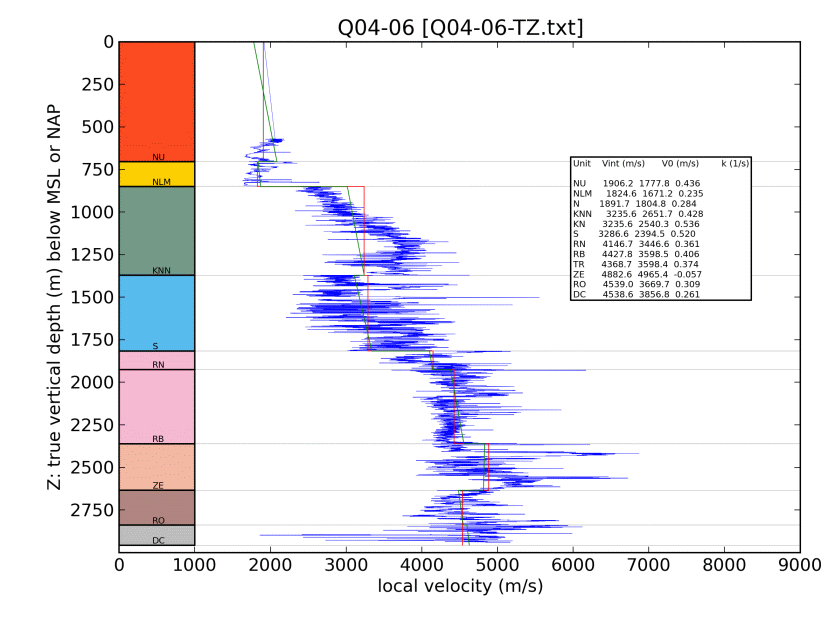 Q04-06 [Q04-06-TZ.txt]
Z: true vertical depth (m) below MSL or NAP
0
250
500
750
1000
1250
1500
1750
2000
2250
2500
2750
NU
NLM
KNN
S
RN
RB
ZE
RO
DC
Unit Vint (m/s) V0 (m/s) k (1/s)
NU 1906.2 1777.8 0.436
NLM 1824.6 1671.2 0.235
N 1891.7 1804.8 0.284
KNN 3235.6 2651.7 0.428
KN 3235.6 2540.3 0.536
S 3286.6 2394.5 0.520
RN 4146.7 3446.6 0.361
RB 4427.8 3598.5 0.406
TR 4368.7 3598.4 0.374
ZE 4882.6 4965.4 -0.057
RO 4539.0 3669.7 0.309
DC 4538.6 3856.8 0.261
0 1000 2000 3000 4000 5000 6000 7000 8000 9000
local velocity (m/s)